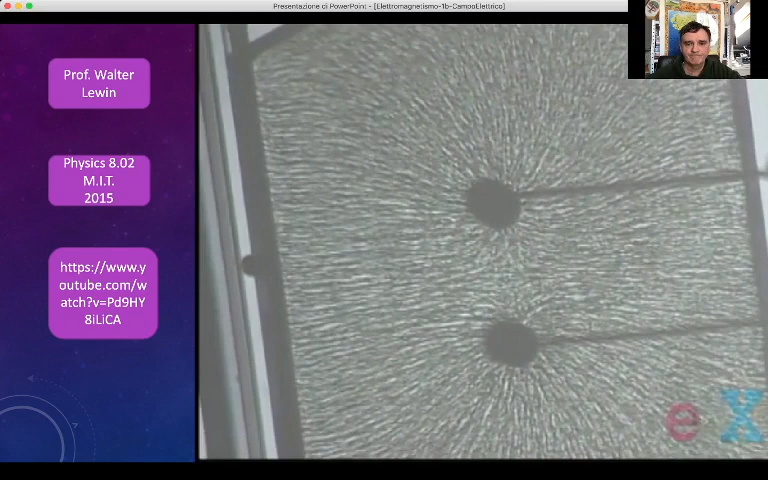 Presentazione di PowerPoint - [Elettromagnetismo-1b-CampoElettrico]
Prof. Walter
Lewin
Physics 8.02
M.I.T.
2015
https://www.y
outube.com/w
atch?v=Pd9HY
8iLiCA
eX